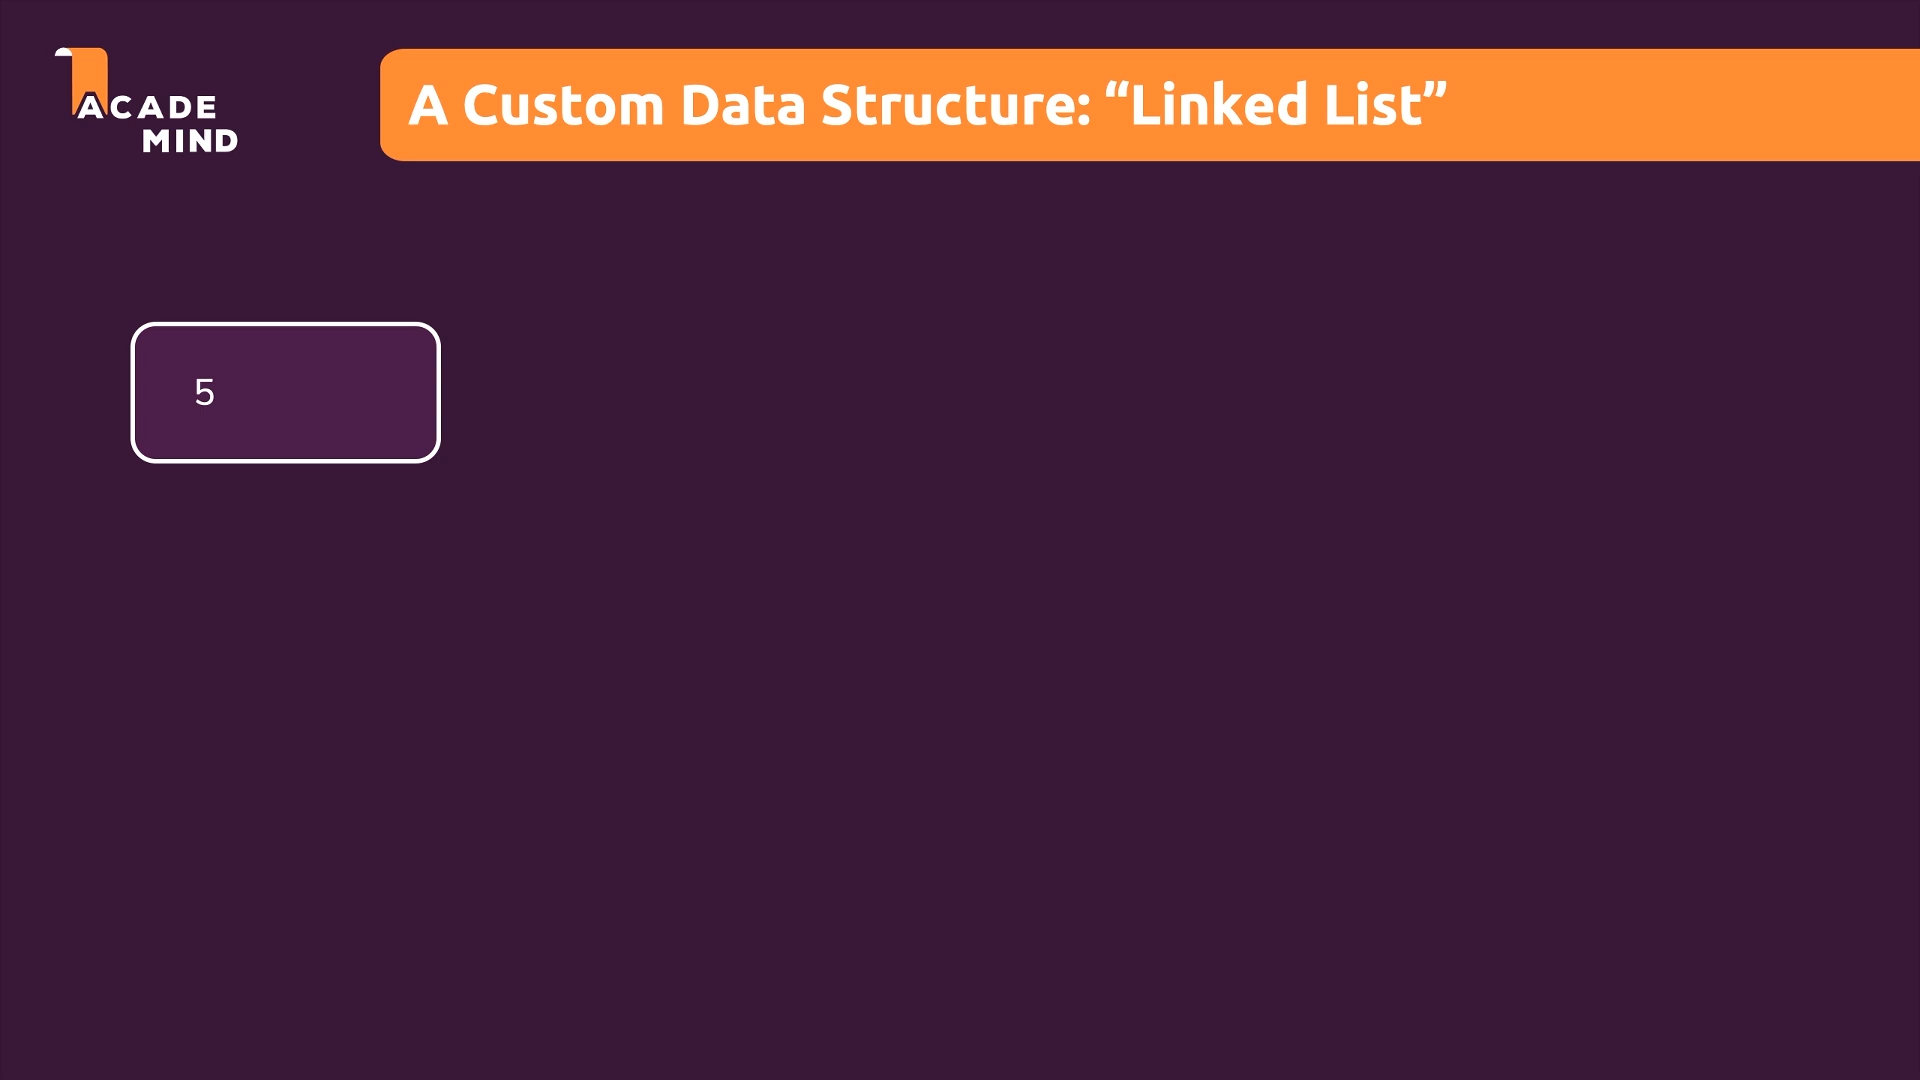 ACADE
MIND
A Custom Data Structure: “Linked List”
5